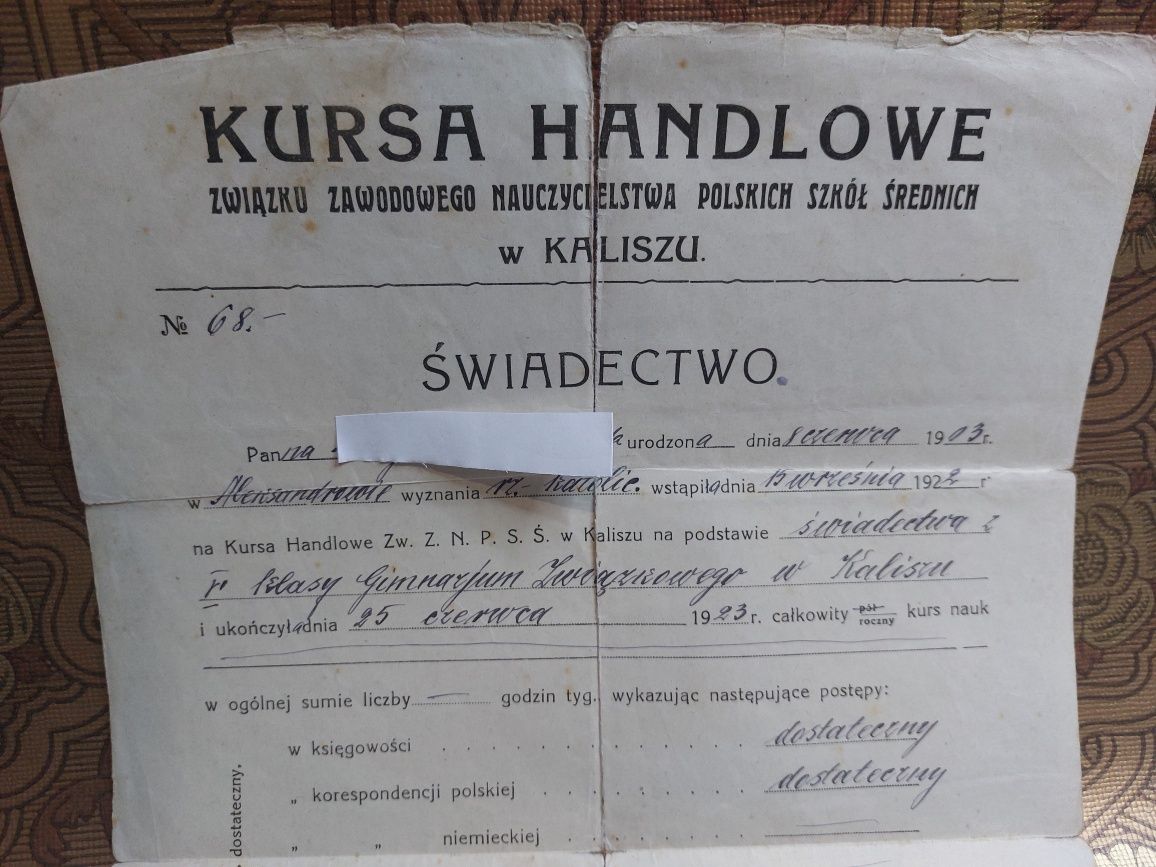 KURSA HANDLOWE
ZWIĄZKU ZAWODOWEGO NAUCZYCIELSTWA POLSKICH SZKÓŁ ŚREDNICH
w KALISZU.
№ 68.-
ŚWIADECTWO.
Panna urodzona dnia 8 czerwca 1903 r.
w Aleksandrowie wyznania rz.-katolic. wstąpiła dnia 15 września 1922 r
na Kursa Handlowe Zw. Z. N. P. S. Ś. w Kaliszu na podstawie świadectwa z
klasy Gimnazjum Związkowego w Kaliszu
i ukończyła dnia 25 czerwca 1923 r. całkowity pół- roczny kurs nauk
w ogólnej sumie liczby — godzin tyg., wykazując następujące postępy:
w księgowości dostateczny
„ korespondencji polskiej dostateczny
„ „ niemieckiej —
dostateczny,